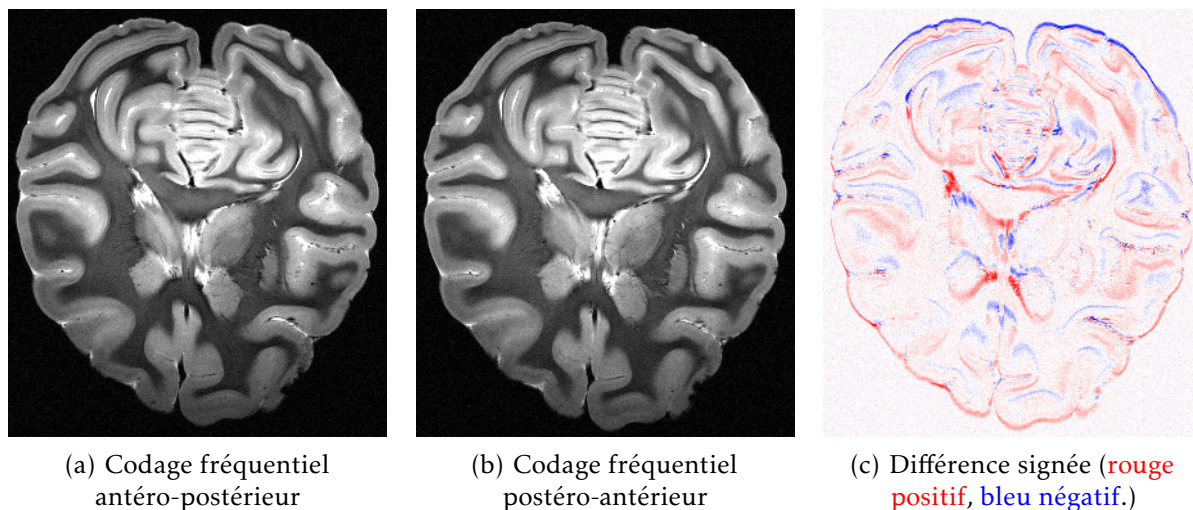 (a) Codage fréquentiel
antéro-postérieur
(b) Codage fréquentiel
postéro-antérieur
(c) Différence signée (rouge
positif, bleu négatif.)